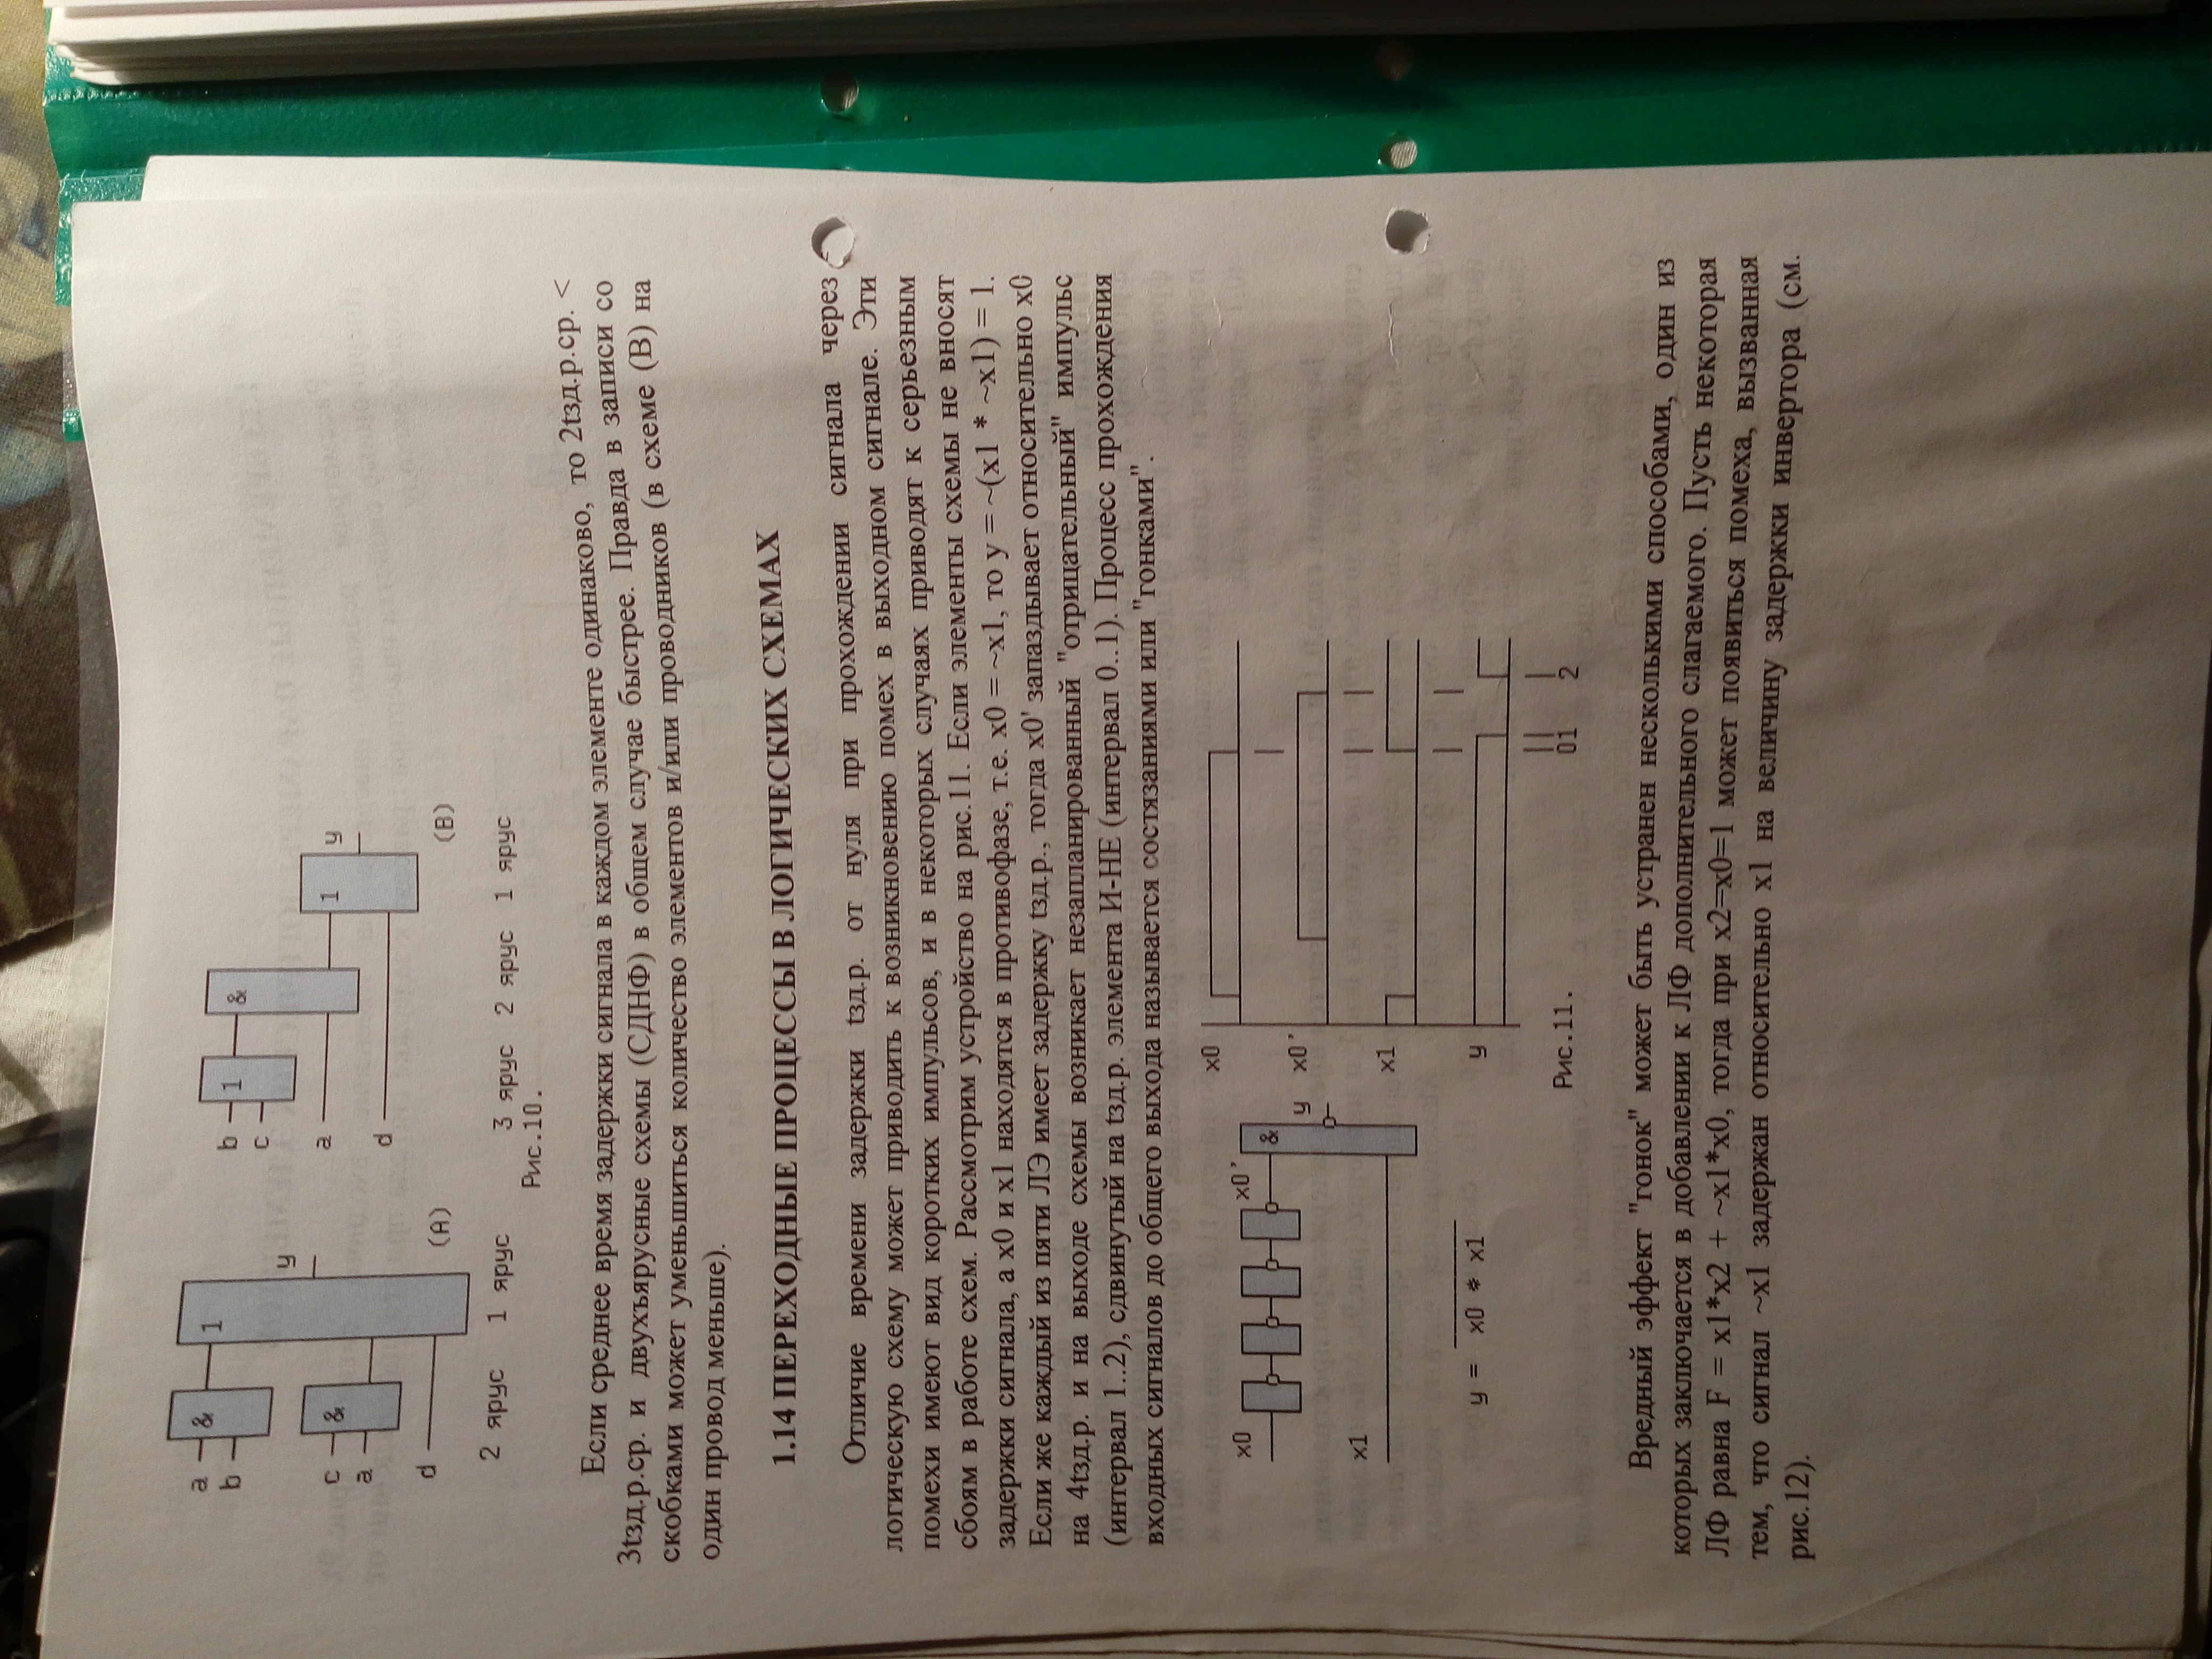 a
b
&
c
a
&
d
1
y
(A)
b
c
1
a
&
d
1
y
(B)
2 ярус 1 ярус 3 ярус 2 ярус 1 ярус
Рис.10.
Если среднее время задержки сигнала в каждом элементе одинаково, то 2tзд.р.ср. <
3tзд.р.ср. и двухъярусные схемы (СДНФ) в общем случае быстрее. Правда в записи со
скобками может уменьшиться количество элементов и/или проводников (в схеме (В) на
один провод меньше).
1.14 ПЕРЕХОДНЫЕ ПРОЦЕССЫ В ЛОГИЧЕСКИХ СХЕМАХ
Отличие времени задержки tзд.р. от нуля при прохождении сигнала через
логическую схему может приводить к возникновению помех в выходном сигнале. Эти
помехи имеют вид коротких импульсов, и в некоторых случаях приводят к серьезным
сбоям в работе схем. Рассмотрим устройство на рис.11. Если элементы схемы не вносят
задержки сигнала, а x0 и x1 находятся в противофазе, т.е. x0 = ~x1, то y = ~(x1 * ~x1) = 1.
Если же каждый из пяти ЛЭ имеет задержку tзд.р., тогда x0' запаздывает относительно x0
на 4tзд.р. и на выходе схемы возникает незапланированный "отрицательный" импульс
(интервал 1..2), сдвинутый на tзд.р. элемента И-НЕ (интервал 0..1). Процесс прохождения
входных сигналов до общего выхода называется состязаниями или "гонками".
x0
x0'
&
y
x1
y = x0 * x1
x0
x0'
x1
y
01 2
Рис.11.
Вредный эффект "гонок" может быть устранен несколькими способами, один из
которых заключается в добавлении к ЛФ дополнительного слагаемого. Пусть некоторая
ЛФ равна F = x1*x2 + ~x1*x0, тогда при x2=x0=1 может появиться помеха, вызванная
тем, что сигнал ~x1 задержан относительно x1 на величину задержки инвертора (см.
рис.12).